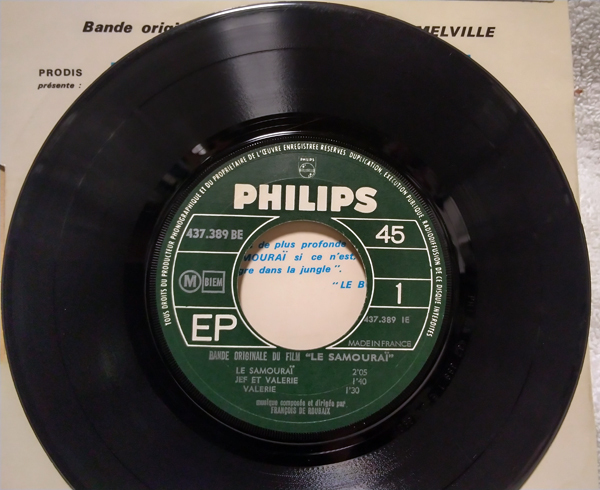 Bande origi
MELVILLE
PRODIS
présente :
TOUS DROITS DU PRODUCTEUR PHONOGRAPHIQUE ET DU PROPRIETAIRE DE L'ŒUVRE ENREGISTREE RESERVES. DUPLICATION, EXECUTION PUBLIQUE, RADIODIFFUSION DE CE DISQUE INTERDITES
PHILIPS
PHILIPS
437.389 BE
45
de plus profonde
MOURAÏ si ce n'est
gre dans la jungle".
"LE B
M BIEM
1
EP
437.389 1E
MADE IN FRANCE
BANDE ORIGINALE DU FILM "LE SAMOURAÏ"
LE SAMOURAÏ 2'05
JEF ET VALERIE 1'40
VALERIE 1'30
musique composée et dirigée par
FRANÇOIS DE ROUBAIX